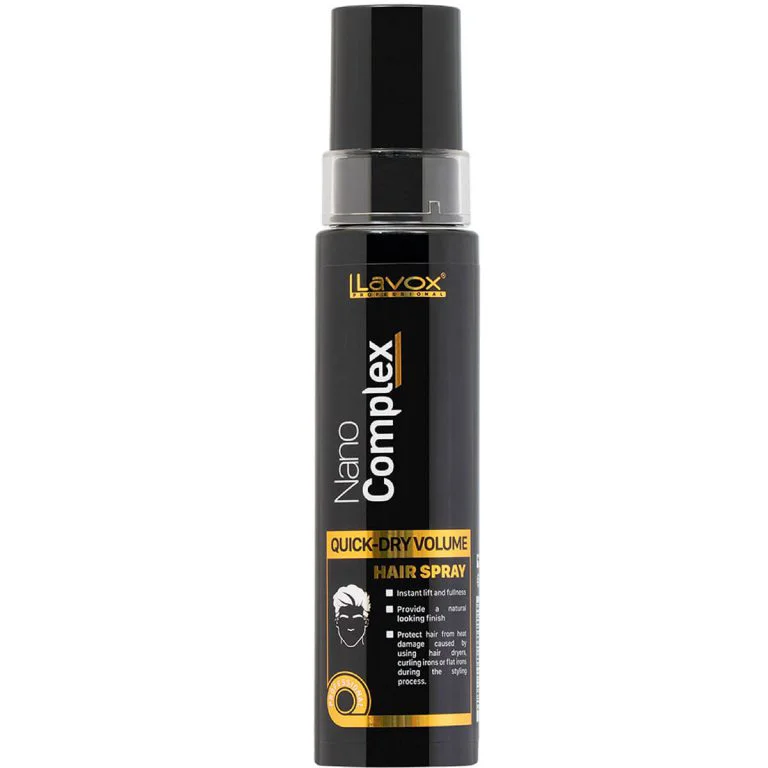 Lavox®
PROFESSIONAL
Nano
Complex
QUICK-DRY VOLUME
HAIR SPRAY
Instant lift and fullness
Provide a natural
looking finish
Protect hair from heat
damage caused by
using hair dryers,
curling irons or flat irons
during the styling
process.
PROFESSIONAL